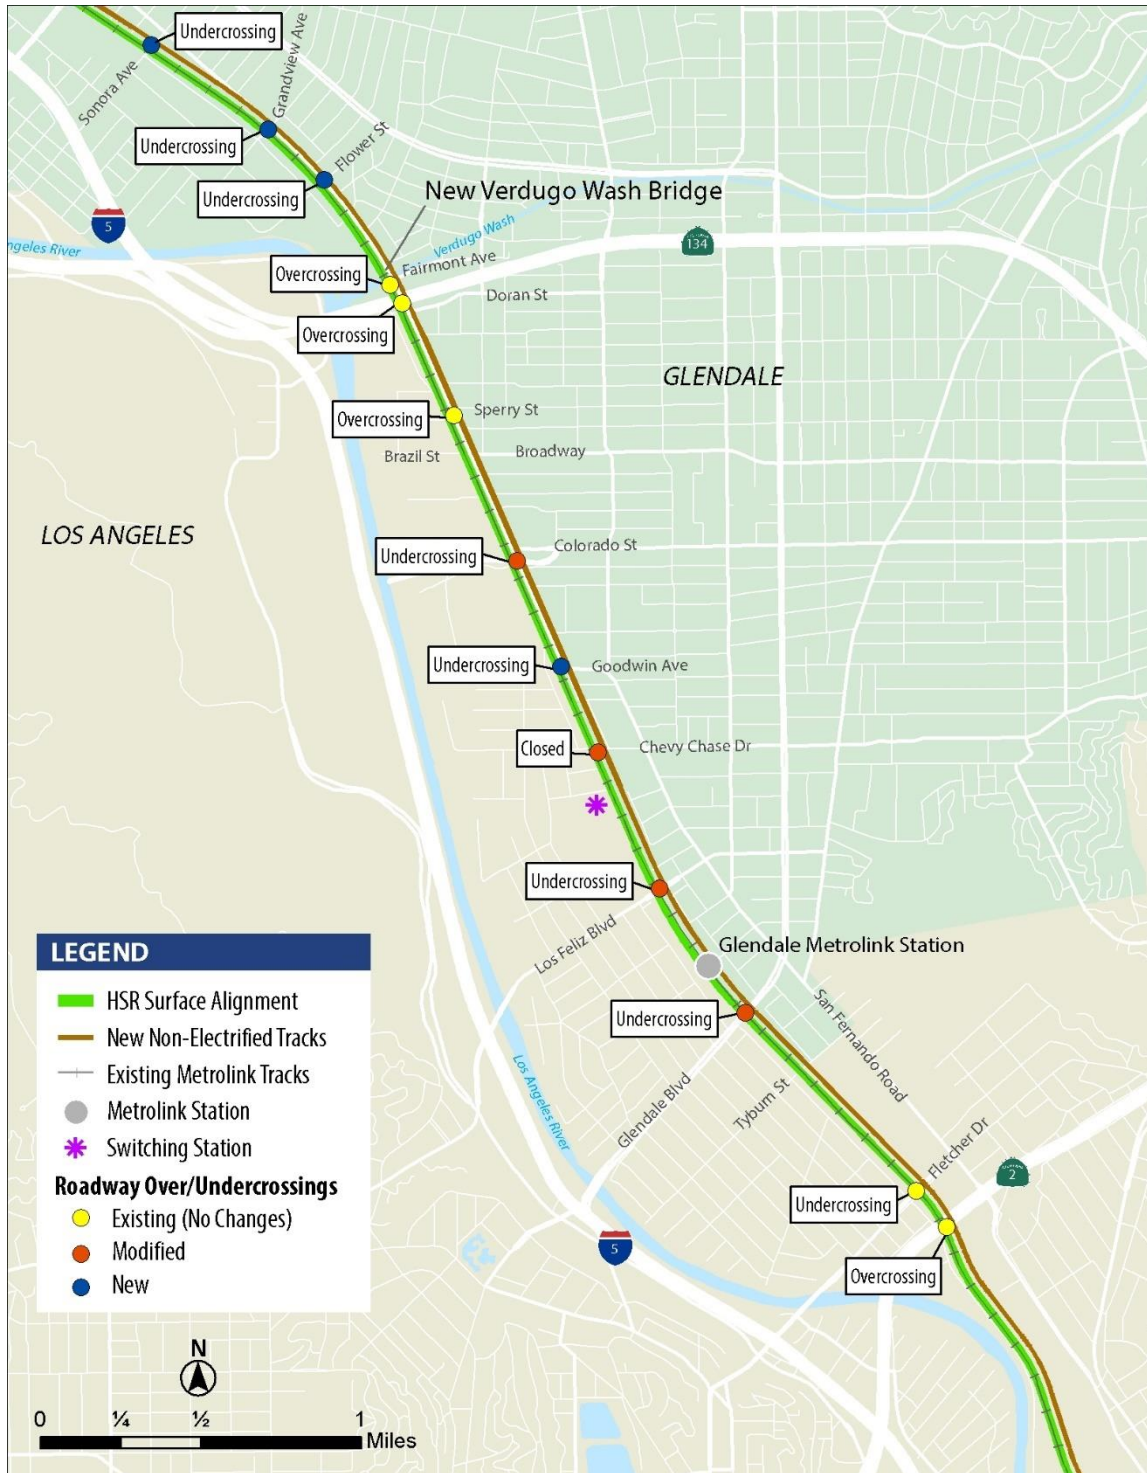 Undercrossing
Grandview Ave
Sonora Ave
Undercrossing
Flower St
Undercrossing
New Verdugo Wash Bridge
5
Verdugo Wash
134
ngeles River
Overcrossing
Fairmont Ave
Doran St
Overcrossing
GLENDALE
Overcrossing
Sperry St
Brazil St
Broadway
LOS ANGELES
Undercrossing
Colorado St
Undercrossing
Goodwin Ave
Closed
Chevy Chase Dr
Undercrossing
Los Feliz Blvd
Glendale Metrolink Station
Undercrossing
San Fernando Road
Los Angeles River
Glendale Blvd
Tyburn St
Fletcher Dr
2
Undercrossing
5
Overcrossing
LEGEND
HSR Surface Alignment
New Non-Electrified Tracks
Existing Metrolink Tracks
Metrolink Station
Switching Station
Roadway Over/Undercrossings
Existing (No Changes)
Modified
New
N
0 ¼ ½ 1
Miles